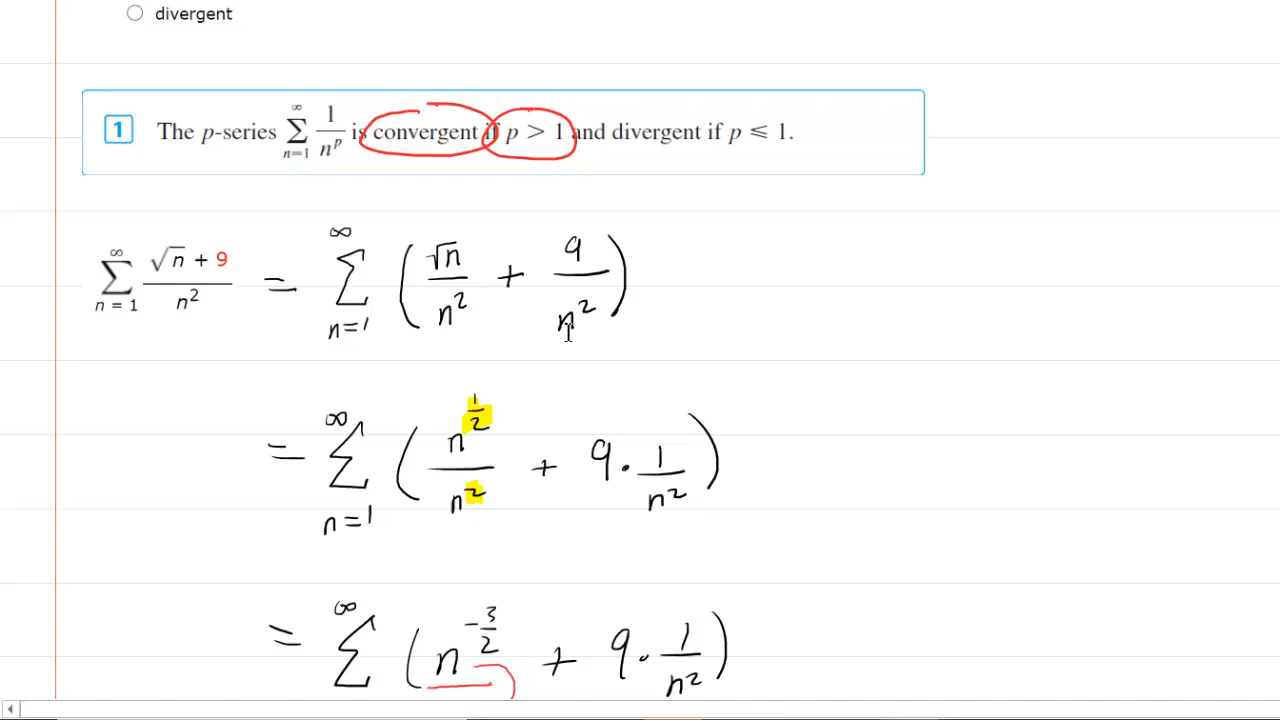 divergent
1 The p-series ∑_{n=1}^{∞} 1/n^p is convergent if p > 1 and divergent if p ⩽ 1.
∑_{n = 1}^{∞} (√n + 9)/n² = ∑_{n=1}^{∞} (√n/n² + 9/n²)
= ∑_{n=1}^{∞} (n^{1/2}/n² + 9 · 1/n²)
= ∑^{∞} (n^{-3/2} + 9 · 1/n²)